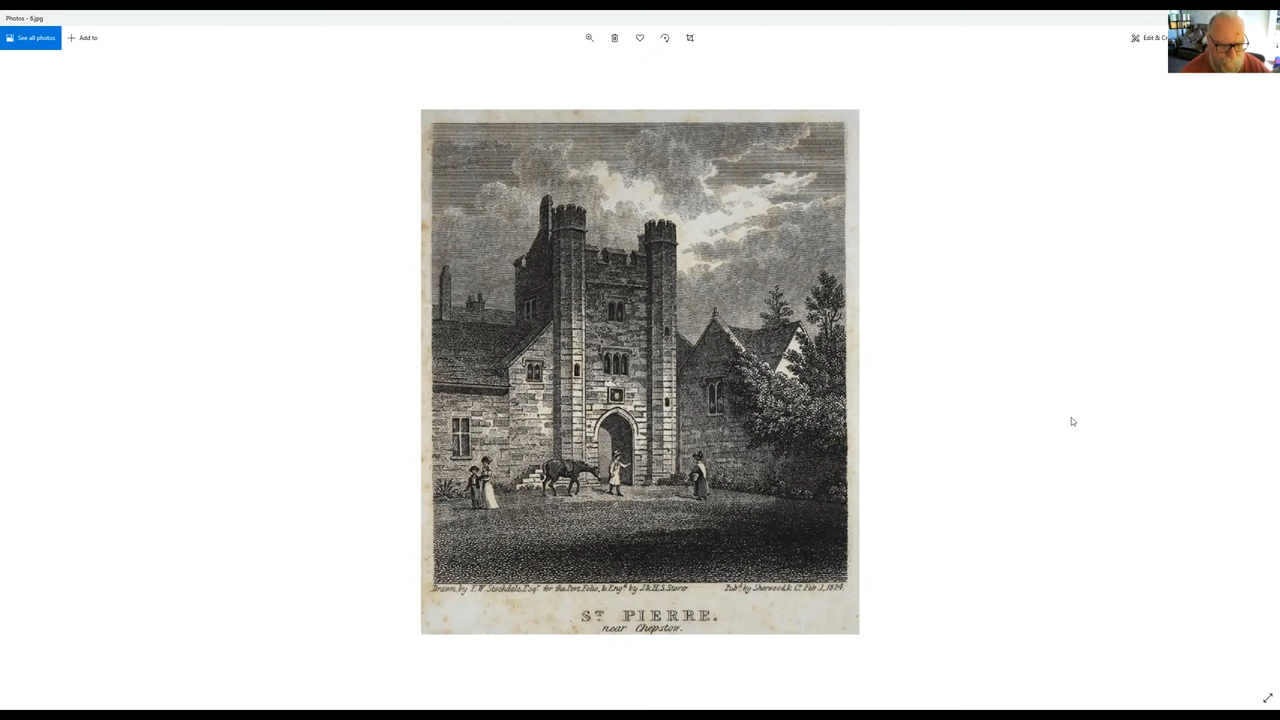 Photos - 6.jpg
See all photos
Add to
Edit & Cr
Drawn by F.W. Stockdale, Esqr. for the Port Folio, & Engd. by J. & H.S. Storer
Pubd. by Sherwood & Co. Feb 1, 1824.
ST. PIERRE.
near Chepstow.